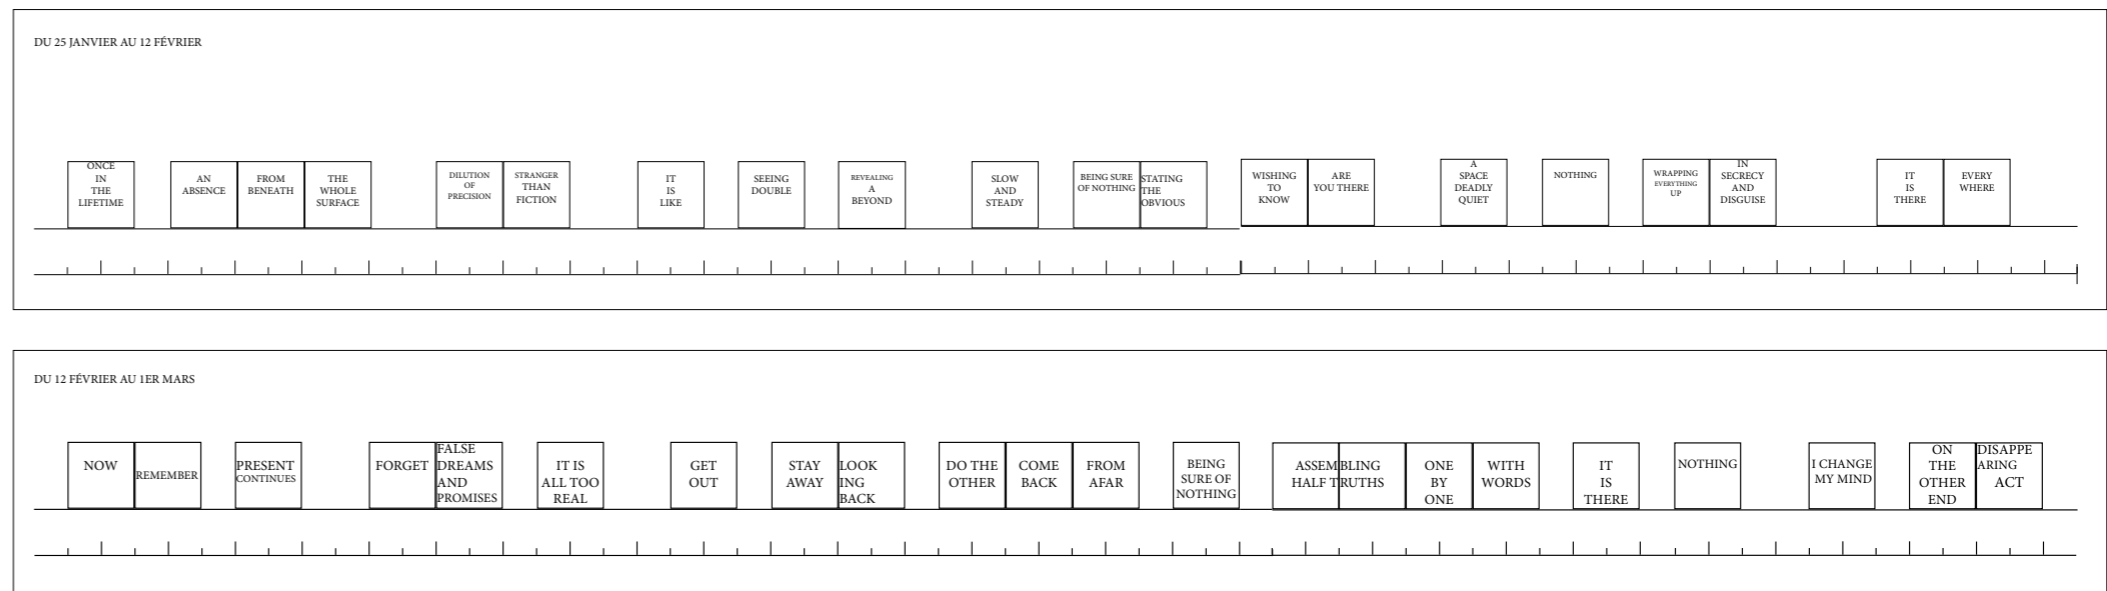 DU 25 JANVIER AU 12 FÉVRIER
ONCE
IN
THE
LIFETIME
AN
ABSENCE
FROM
BENEATH
THE
WHOLE
SURFACE
DILUTION
OF
PRECISION
STRANGER
THAN
FICTION
IT
IS
LIKE
SEEING
DOUBLE
REVEALING
A
BEYOND
SLOW
AND
STEADY
BEING SURE
OF NOTHING
STATING
THE
OBVIOUS
WISHING
TO
KNOW
ARE
YOU THERE
A
SPACE
DEADLY
QUIET
NOTHING
WRAPPING
EVERYTHING
UP
IN
SECRECY
AND
DISGUISE
IT
IS
THERE
EVERY
WHERE
DU 12 FÉVRIER AU 1ER MARS
NOW
REMEMBER
PRESENT
CONTINUES
FORGET
FALSE
DREAMS
AND
PROMISES
IT IS
ALL TOO
REAL
GET
OUT
STAY
AWAY
LOOK
ING
BACK
DO THE
OTHER
COME
BACK
FROM
AFAR
BEING
SURE OF
NOTHING
ASSEMBLING
HALF TRUTHS
ONE
BY
ONE
WITH
WORDS
IT
IS
THERE
NOTHING
I CHANGE
MY MIND
ON
THE
OTHER
END
DISAPPE
ARING
ACT